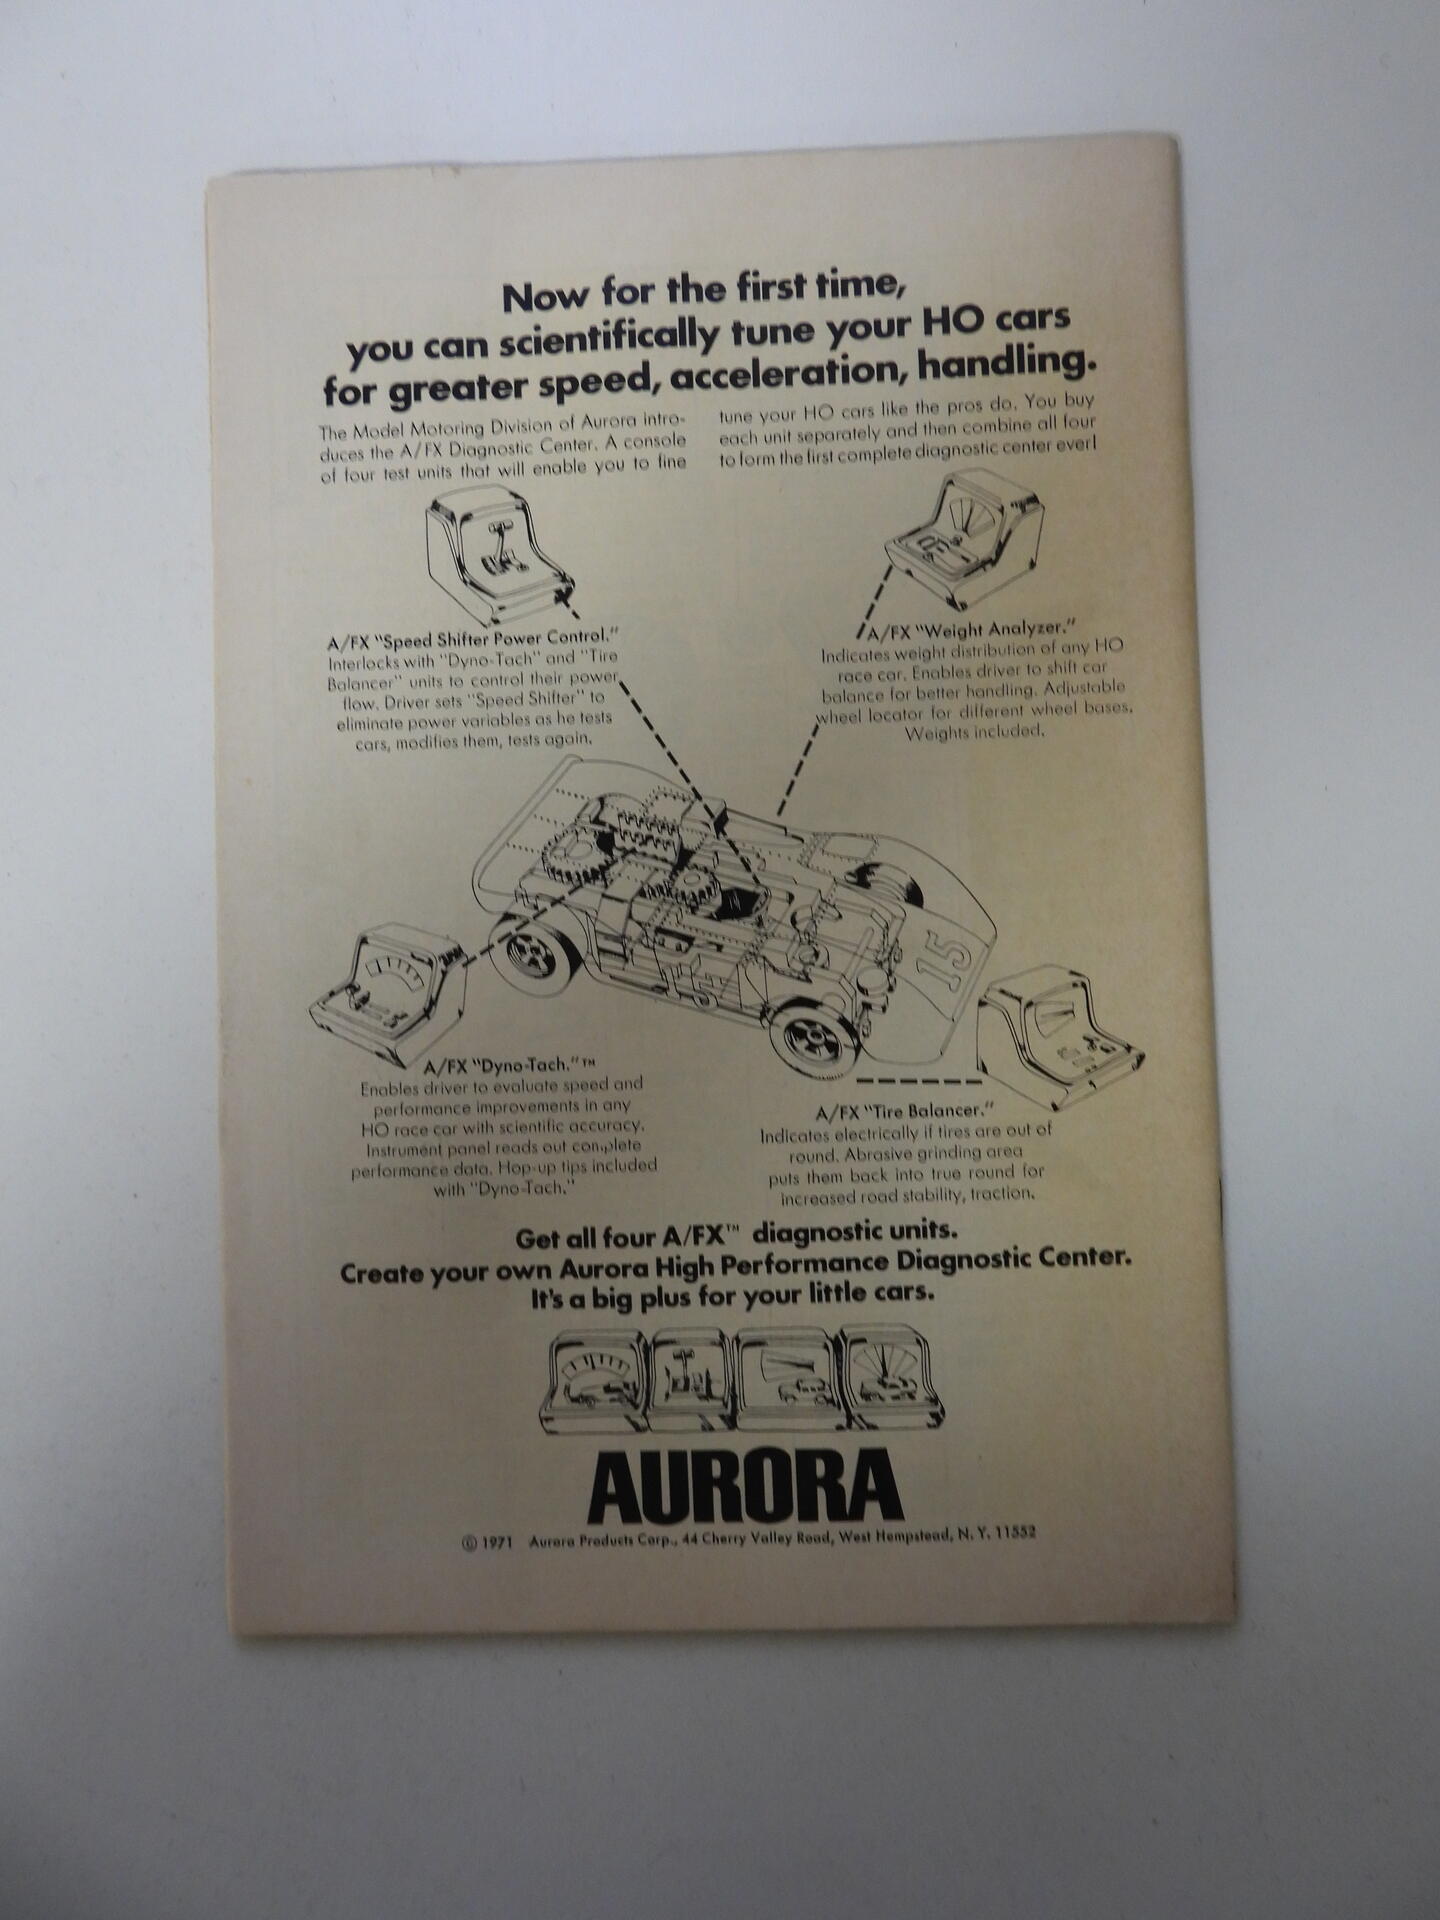 Now for the first time,
you can scientifically tune your HO cars
for greater speed, acceleration, handling.
The Model Motoring Division of Aurora intro-
duces the A/FX Diagnostic Center. A console
of four test units that will enable you to fine
tune your HO cars like the pros do. You buy
each unit separately and then combine all four
to form the first complete diagnostic center ever!
A/FX "Speed Shifter Power Control."
Interlocks with "Dyno-Tach" and "Tire
Balancer" units to control their power
flow. Driver sets "Speed Shifter" to
eliminate power variables as he tests
cars, modifies them, tests again.
A/FX "Weight Analyzer."
Indicates weight distribution of any HO
race car. Enables driver to shift car
balance for better handling. Adjustable
wheel locator for different wheel bases.
Weights included.
15
15
A/FX "Dyno-Tach."™
Enables driver to evaluate speed and
performance improvements in any
HO race car with scientific accuracy.
Instrument panel reads out complete
performance data. Hop-up tips included
with "Dyno-Tach."
A/FX "Tire Balancer."
Indicates electrically if tires are out of
round. Abrasive grinding area
puts them back into true round for
increased road stability, traction.
Get all four A/FX™ diagnostic units.
Create your own Aurora High Performance Diagnostic Center.
It's a big plus for your little cars.
AURORA
© 1971 Aurora Products Corp., 44 Cherry Valley Road, West Hempstead, N. Y. 11552